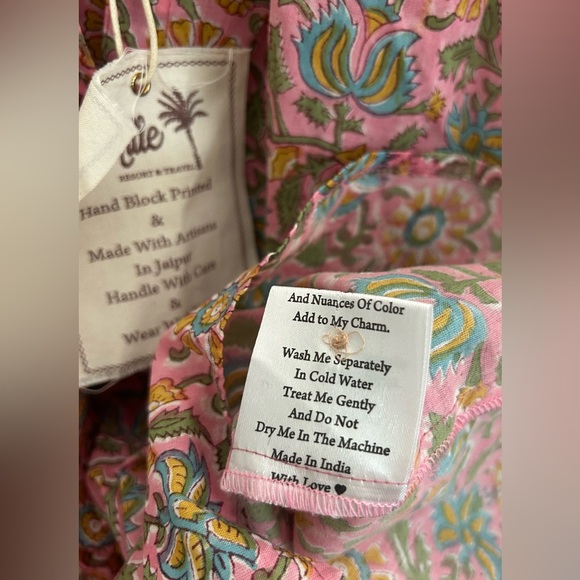 RESORT & TRAVEL
Hand Block Printed
&
Made With Artisans
In Jaipur
Handle With Care
&
Wear
And Nuances Of Color
Add to My Charm.
Wash Me Separately
In Cold Water
Treat Me Gently
And Do Not
Dry Me In The Machine
Made In India
With Love ♥